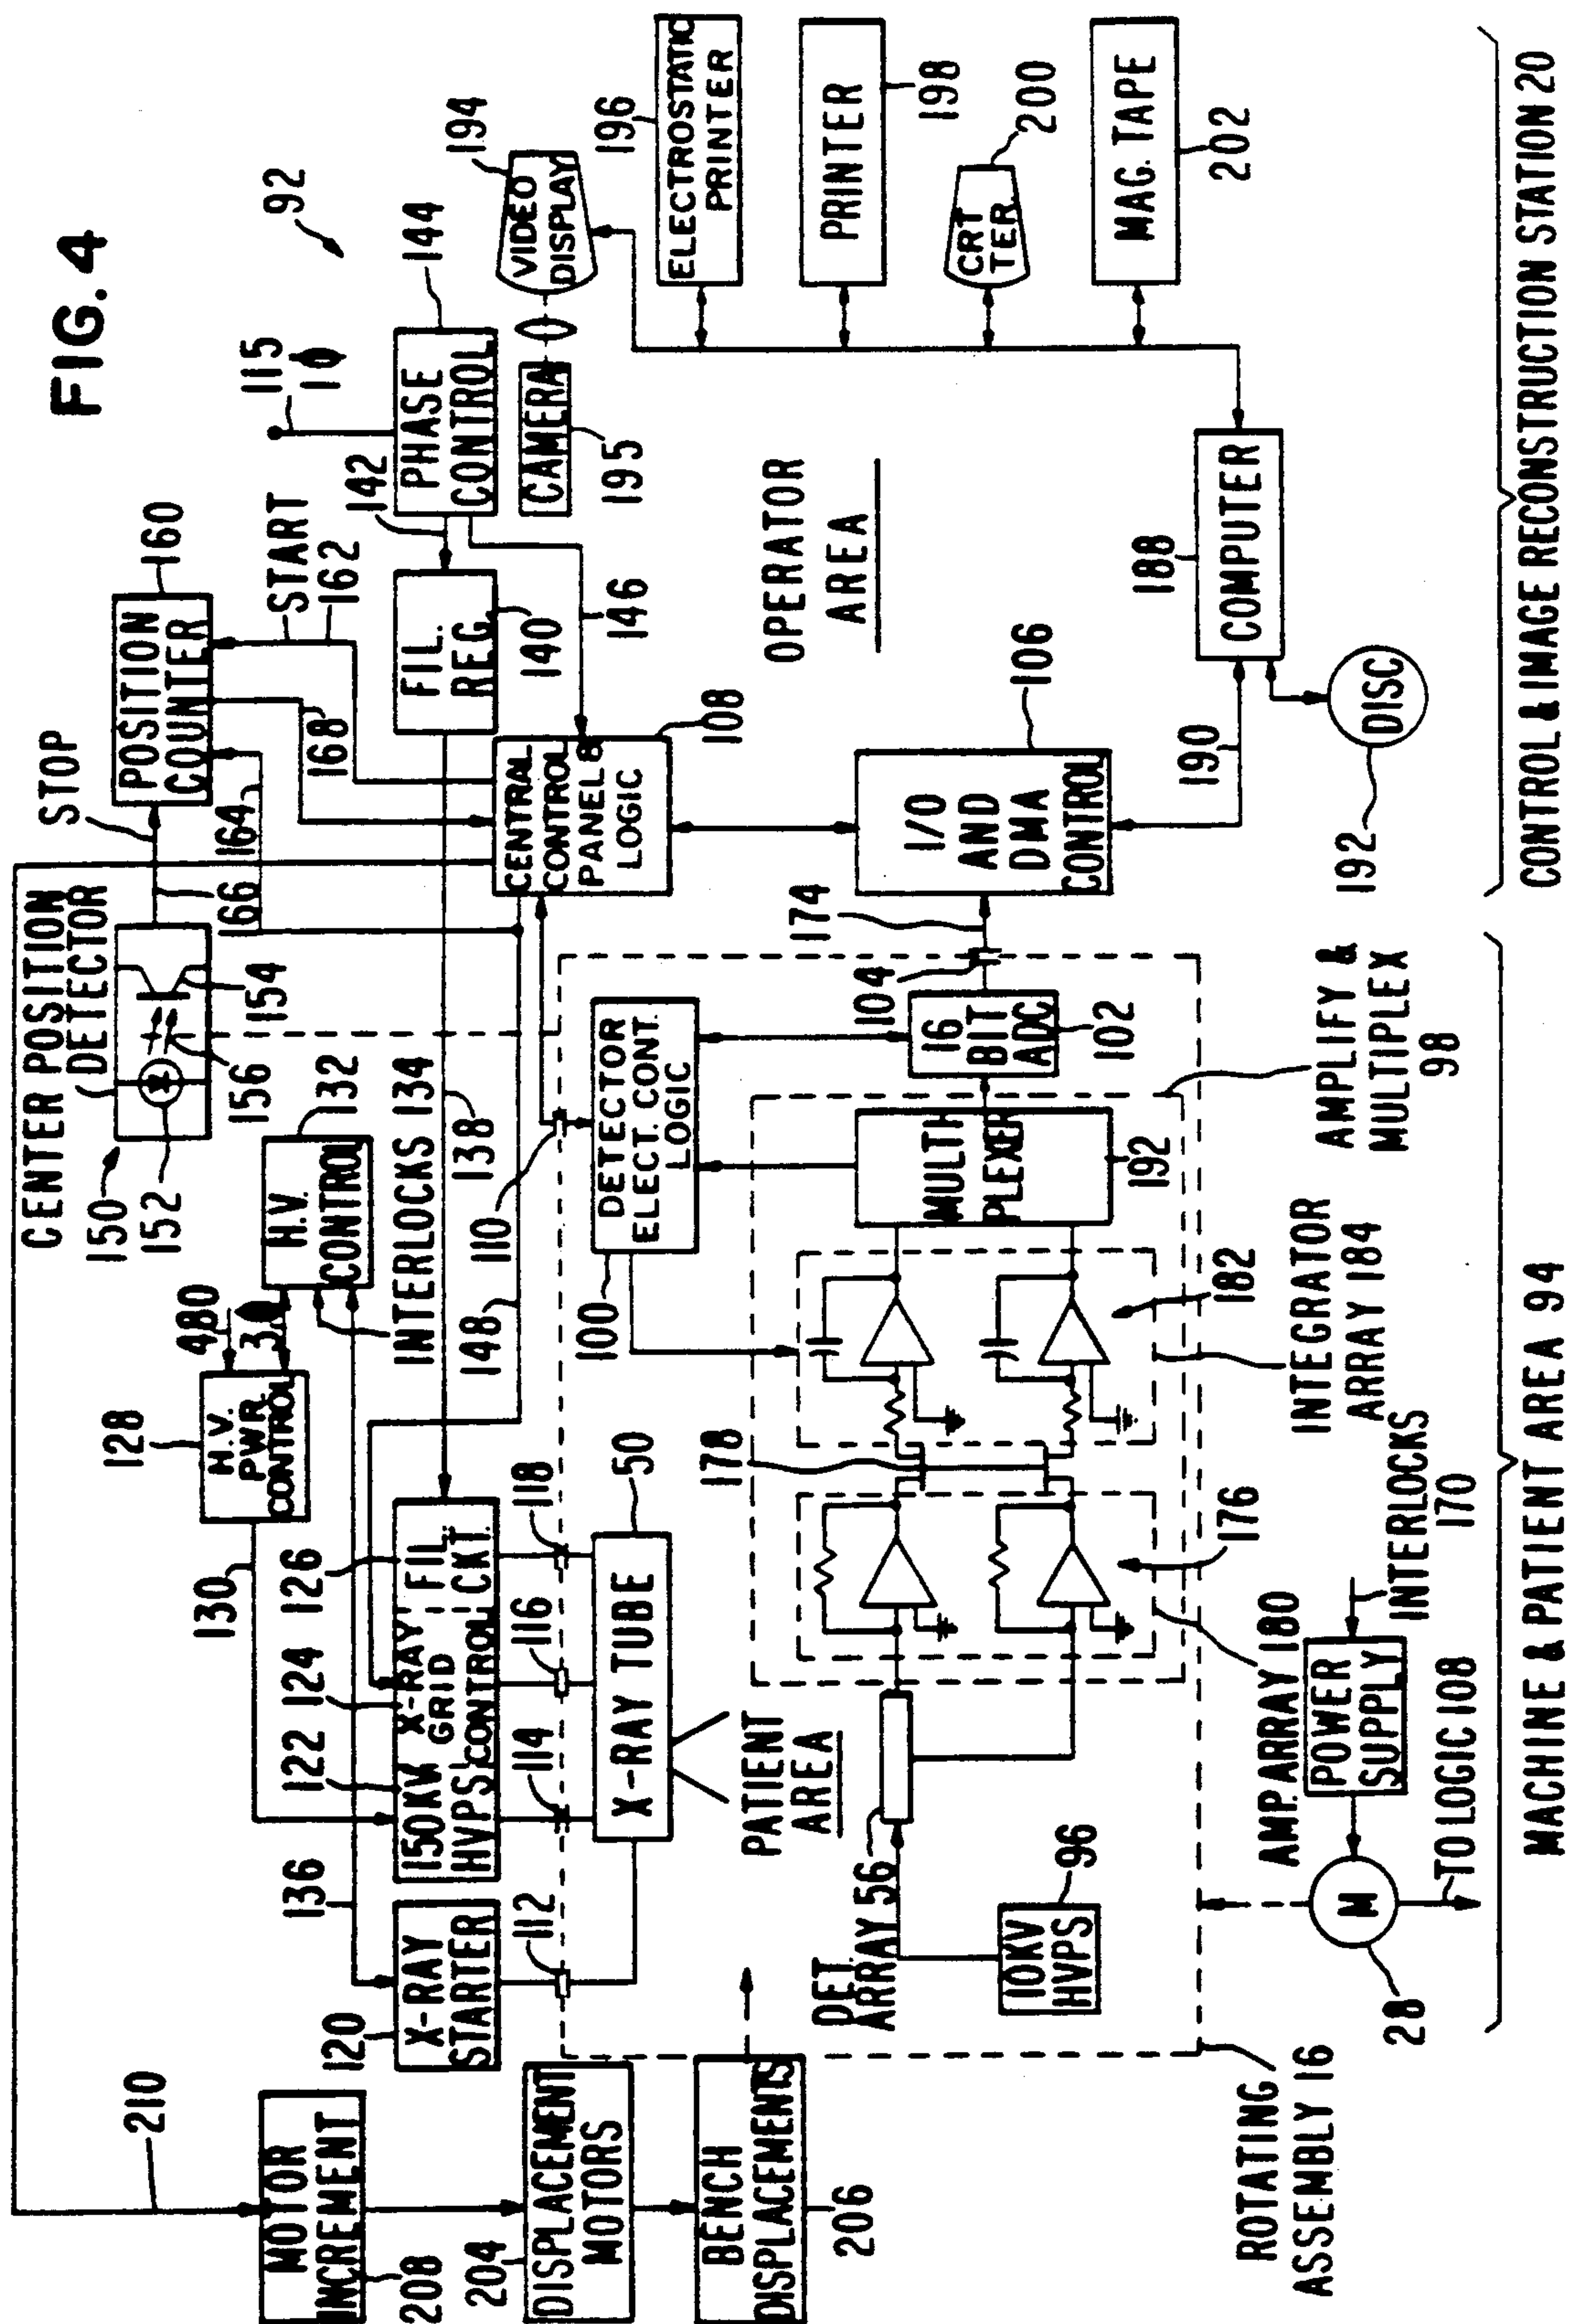 FIG. 4
92
CENTER POSITION
DETECTOR
150
152
156
154
STOP
166
164
POSITION
COUNTER
160
START
162
168
115
1ϕ
PHASE
CONTROL
144
142
FIL.
REG.
140
146
VIDEO
DISPLAY
194
CAMERA
195
ELECTROSTATIC
PRINTER
196
PRINTER
198
CRT
TER.
200
MAG. TAPE
202
210
MOTOR
INCREMENT
208
DISPLACEMENT
MOTORS
204
BENCH
DISPLACEMENTS
206
X-RAY
STARTER
120
136
130
150KV
HVPS
122
X-RAY
GRID
CONTROL
124
FIL.
CKT.
126
H.V.
PWR.
CONTROL
128
480
3ϕ
H.V.
CONTROL
132
INTERLOCKS 134
138
148
CENTRAL
CONTROL
PANEL &
LOGIC
108
OPERATOR
AREA
112
114
116
118
110
X-RAY TUBE
50
PATIENT
AREA
DETECTOR
ELECT. CONT.
LOGIC
100
DET.
ARRAY 56
10KV
HVPS
96
178
176
182
MULTI-
PLEXER
192
16
BIT
ADC
102
104
174
I/O
AND
DMA
CONTROL
106
190
COMPUTER
188
DISC
192
AMPLIFY &
MULTIPLEX
98
INTEGRATOR
ARRAY 184
AMP. ARRAY 180
INTERLOCKS
170
POWER
SUPPLY
M
28
TO LOGIC 108
ROTATING
ASSEMBLY 16
MACHINE & PATIENT AREA 94
CONTROL & IMAGE RECONSTRUCTION STATION 20